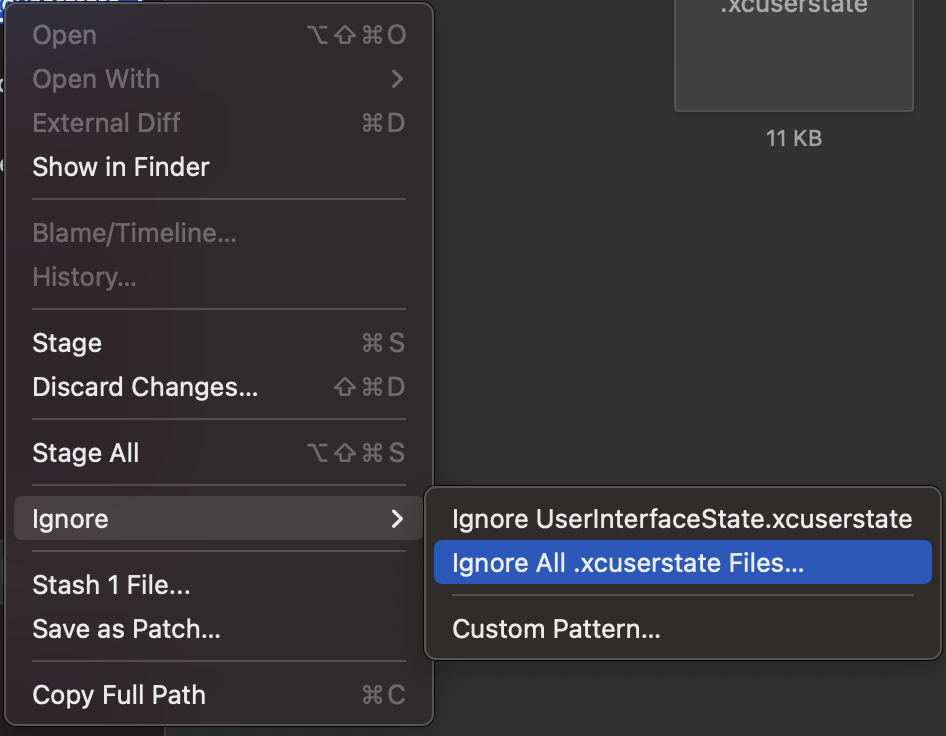 .xcuserstate
11 KB
Open ⌥⇧⌘O
Open With >
External Diff ⌘D
Show in Finder
Blame/Timeline...
History...
Stage ⌘S
Discard Changes... ⇧⌘D
Stage All ⌥⇧⌘S
Ignore >
Ignore UserInterfaceState.xcuserstate
Ignore All .xcuserstate Files...
Custom Pattern...
Stash 1 File...
Save as Patch...
Copy Full Path ⌘C